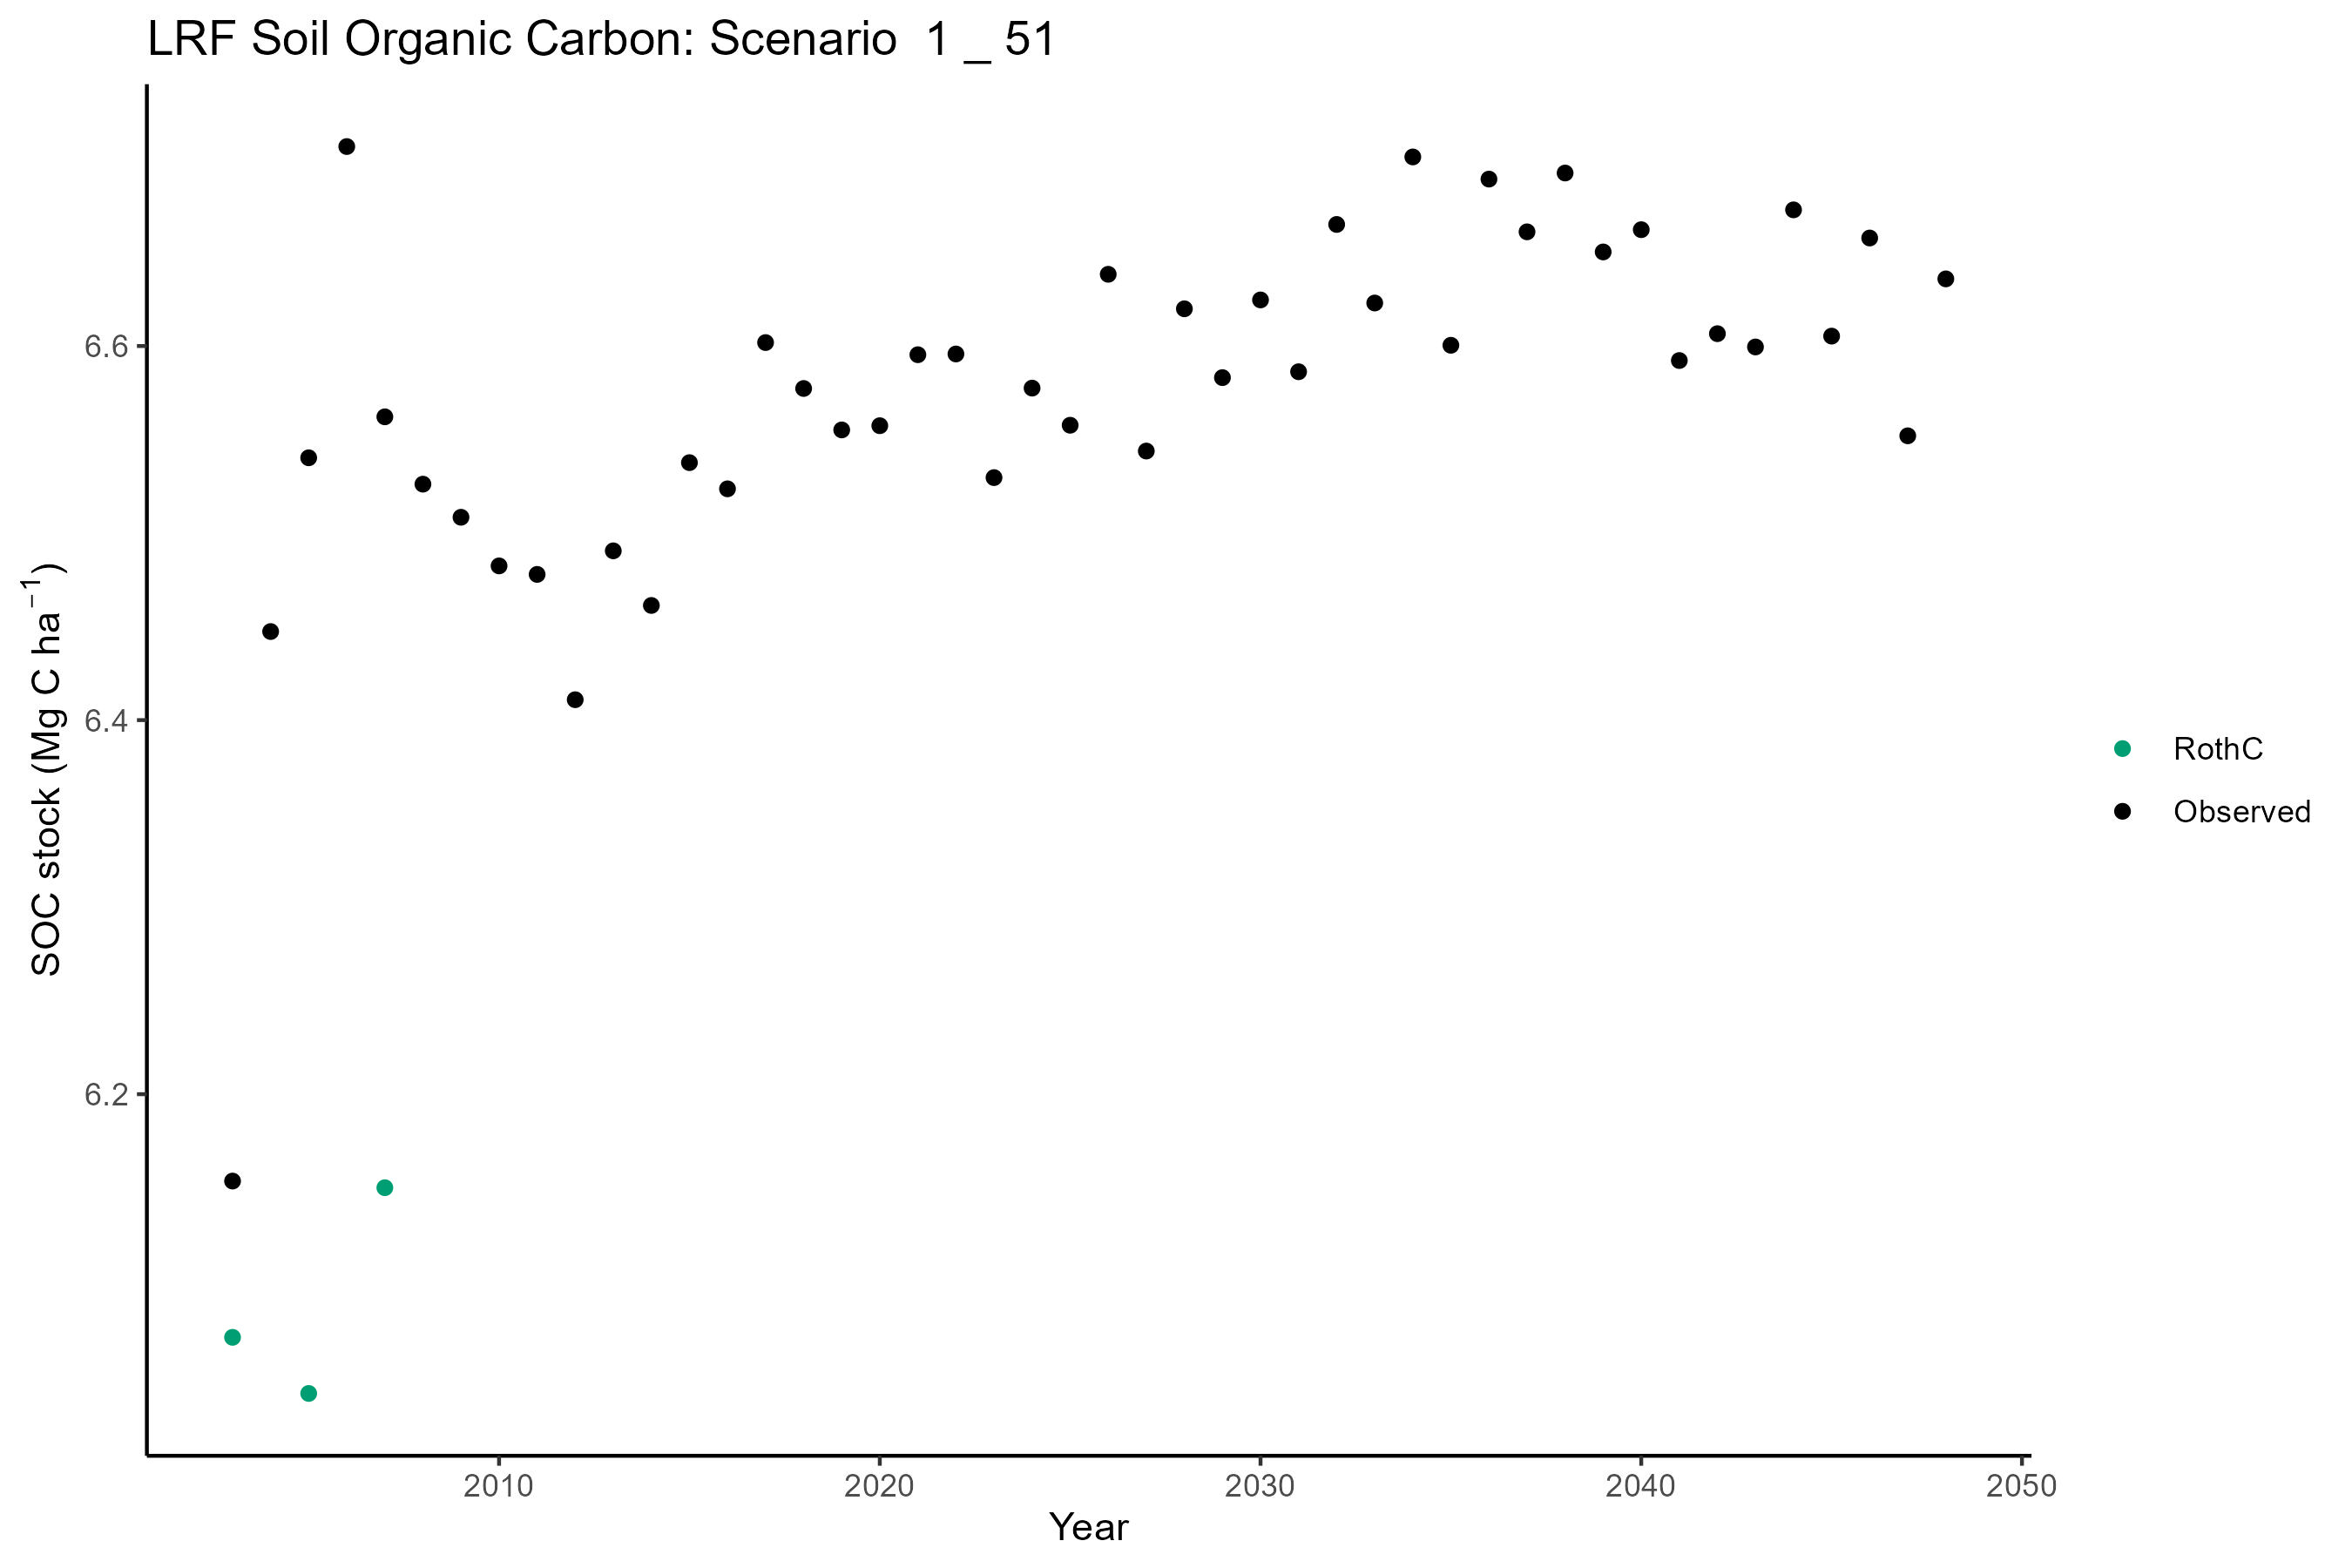 LRF Soil Organic Carbon: Scenario 1 _ 51
SOC stock (Mg C ha⁻¹)
6.6
6.4
6.2
2010 2020 2030 2040 2050
Year
RothC
Observed